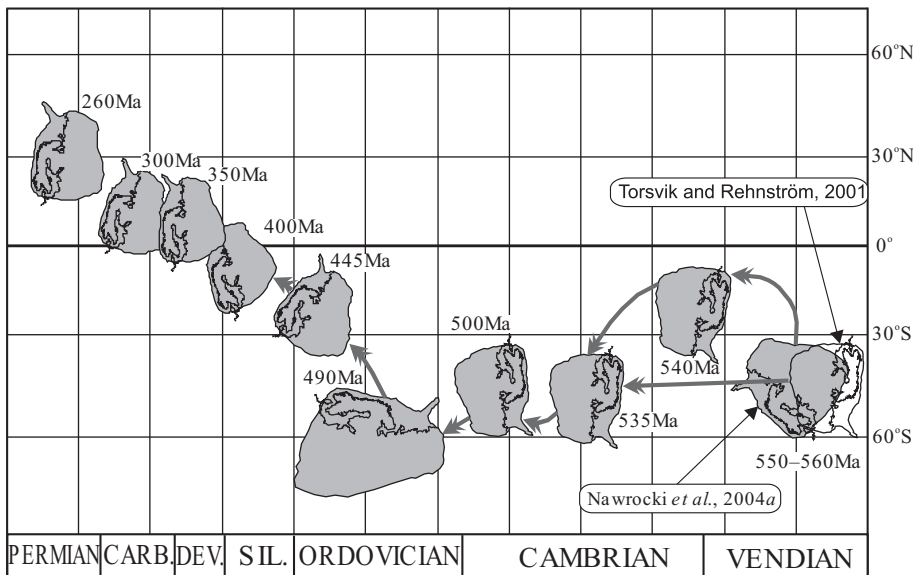 60°N
260Ma
300Ma
30°N
350Ma
Torsvik and Rehnström, 2001
400Ma
0°
445Ma
500Ma
30°S
540Ma
490Ma
535Ma
60°S
550–560Ma
Nawrocki et al., 2004a
PERMIAN CARB. DEV. SIL. ORDOVICIAN CAMBRIAN VENDIAN